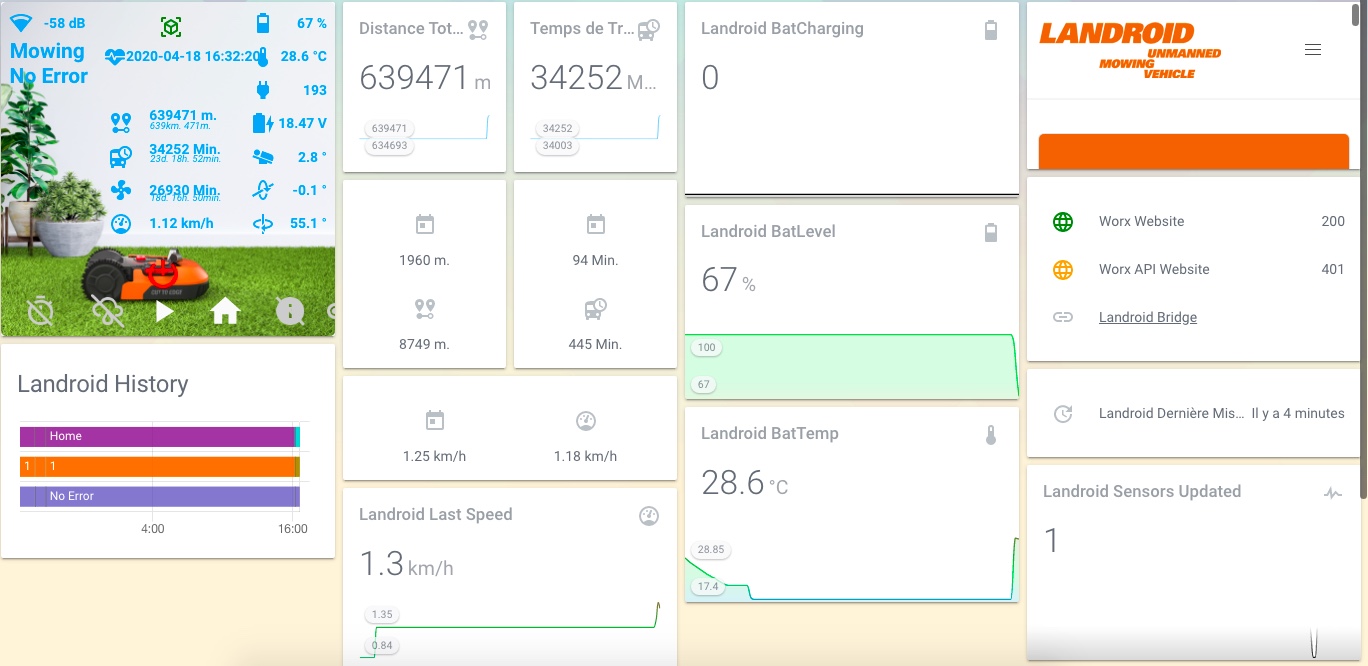 -58 dB
67 %
Mowing
No Error
2020-04-18 16:32:20
28.6 °C
193
639471 m.
639km. 471m.
18.47 V
34252 Min.
23d. 18h. 52min.
2.8 °
26930 Min.
18d. 16h. 50min.
-0.1 °
1.12 km/h
55.1 °
CUT TO EDGE
Landroid History
Home
1 1
No Error
4:00 16:00
Distance Tot...
639471 m
639471
634693
Temps de Tr...
34252 M...
34252
34003
1960 m.
8749 m.
94 Min.
445 Min.
1.25 km/h
1.18 km/h
Landroid Last Speed
1.3 km/h
1.35
0.84
Landroid BatCharging
0
Landroid BatLevel
67 %
100
67
Landroid BatTemp
28.6 °C
28.85
17.4
LANDROID
UNMANNED
MOWING
VEHICLE
Worx Website 200
Worx API Website 401
Landroid Bridge
Landroid Dernière Mis... Il y a 4 minutes
Landroid Sensors Updated
1